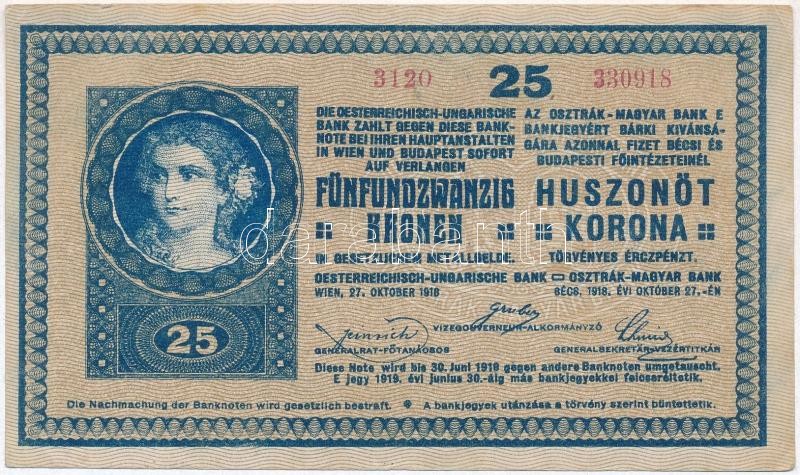 3120 25 330918
DIE OESTERREICHISCH-UNGARISCHE
BANK ZAHLT GEGEN DIESE BANK-
NOTE BEI IHREN HAUPTANSTALTEN
IN WIEN UND BUDAPEST SOFORT
AUF VERLANGEN
FÜNFUNDZWANZIG
KRONEN
IN GESETZLICHEM METALLGELDE.
OESTERREICHISCH-UNGARISCHE BANK
WIEN, 27. OKTOBER 1918
AZ OSZTRÁK-MAGYAR BANK E
BANKJEGYÉRT BÁRKI KIVÁNSÁ-
GÁRA AZONNAL FIZET BÉCSI ÉS
BUDAPESTI FŐINTÉZETEINÉL
HUSZONÖT
KORONA
TÖRVÉNYES ÉRCZPÉNZT.
OSZTRÁK-MAGYAR BANK
BÉCS, 1918. ÉVI OKTÓBER 27.-ÉN
darabanth
25
Gruber
VIZEGOUVERNEUR-ALKORMÁNYZÓ
GENERALRAT-FŐTANÁCSOS
GENERALSEKRETÄR-VEZÉRTITKÁR
Diese Note wird bis 30. Juni 1919 gegen andere Banknoten umgetauscht.
E jegy 1919. évi junius 30.-áig más bankjegyekkel felcseréltetik.
Die Nachmachung der Banknoten wird gesetzlich bestraft. A bankjegyek utánzása a törvény szerint büntettetik.